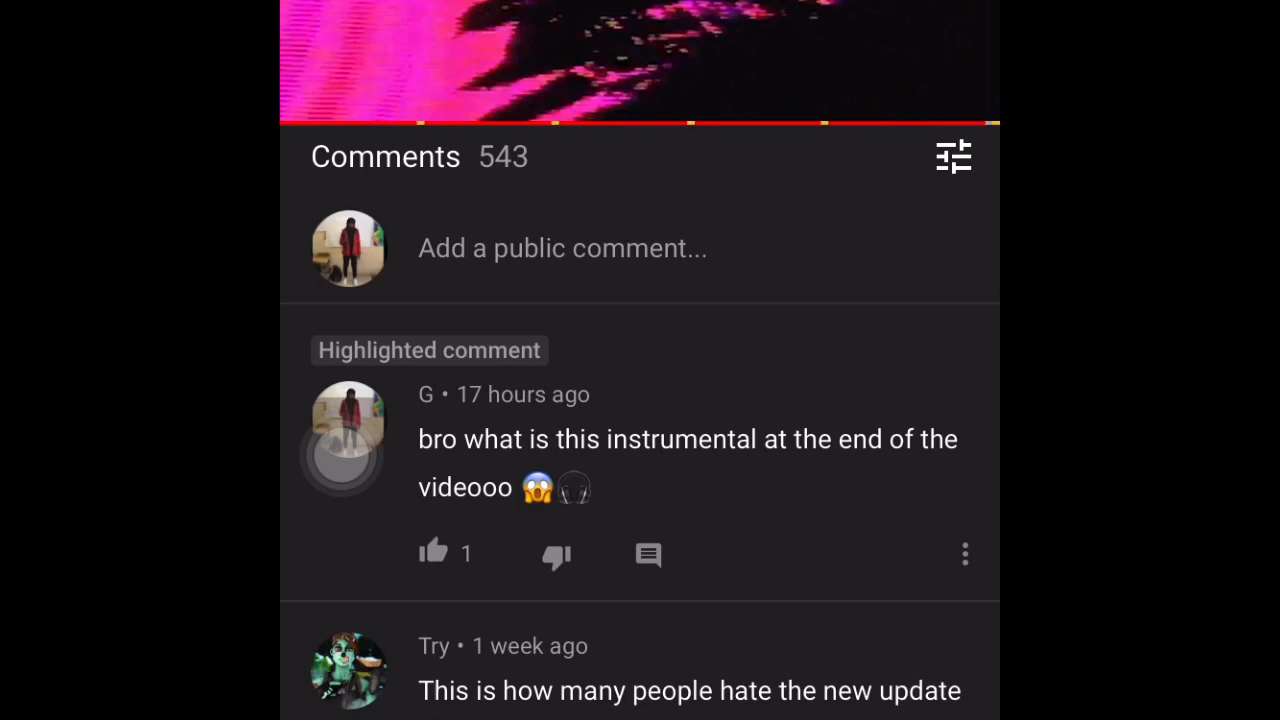 Comments 543
Add a public comment...
Highlighted comment
G • 17 hours ago
bro what is this instrumental at the end of the
videooo 😱🎧
1
Try • 1 week ago
This is how many people hate the new update